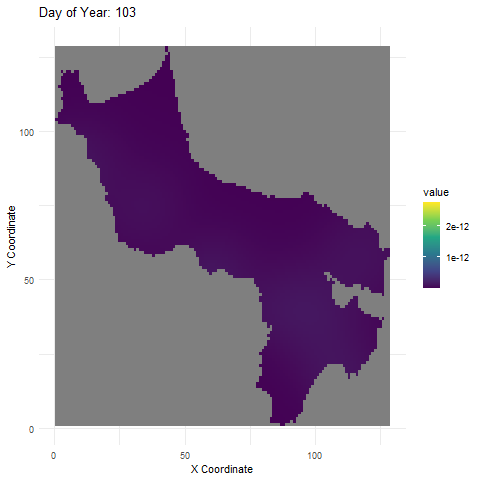 Day of Year: 103
Y Coordinate
100
50
0
0
50
100
X Coordinate
value
2e-12
1e-12